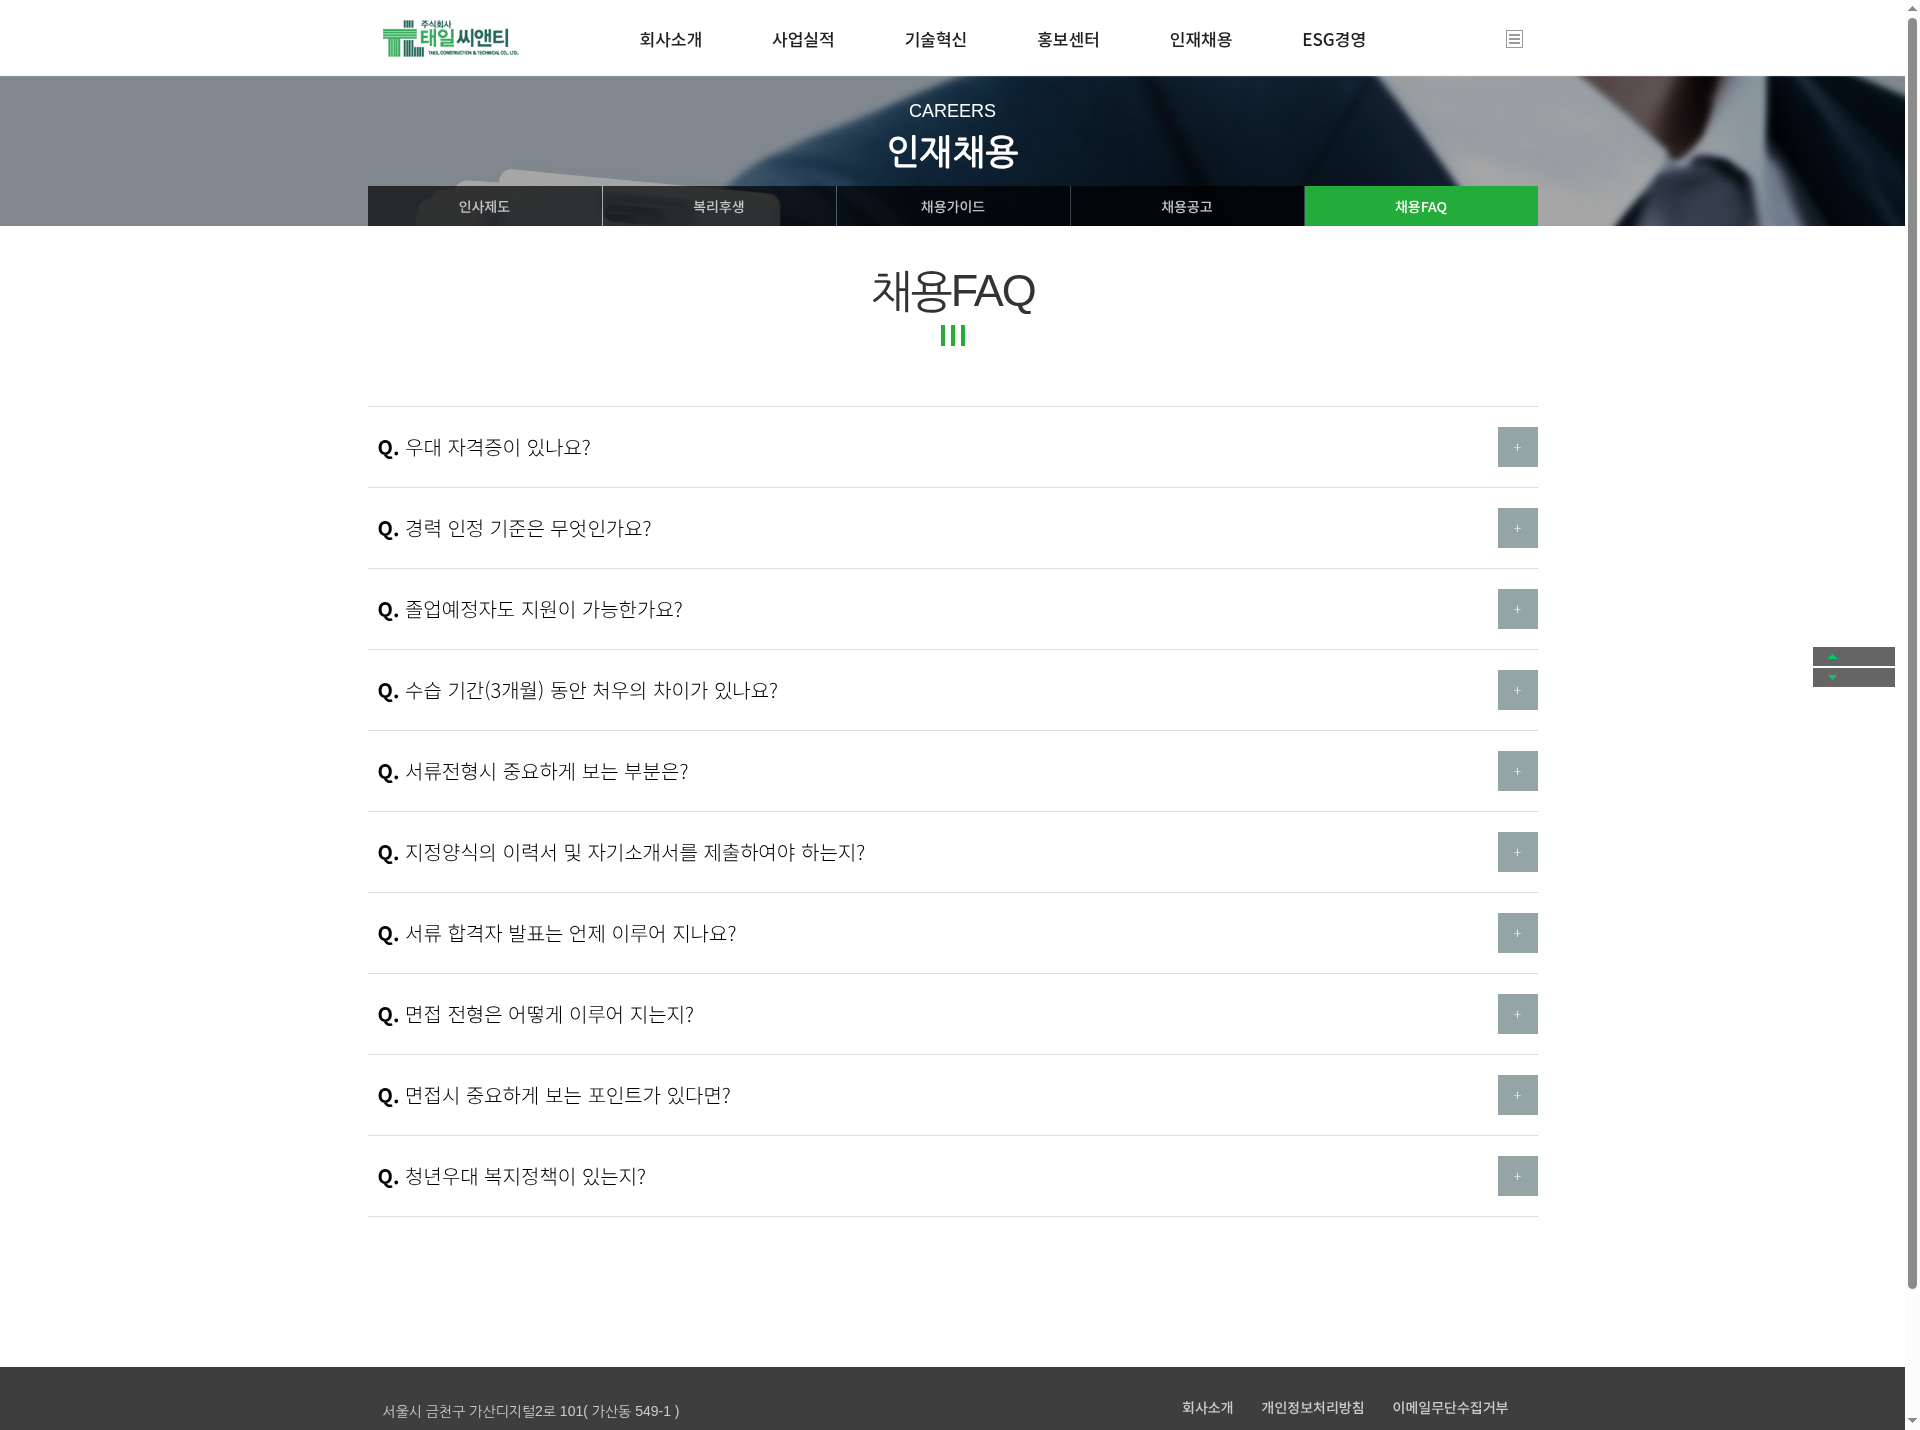 주식회사
태일씨앤티
TAEIL CONSTRUCTION & TECHNICAL CO., LTD.
회사소개
사업실적
기술혁신
홍보센터
인재채용
ESG경영
CAREERS
인재채용
인사제도
복리후생
채용가이드
채용공고
채용FAQ
채용FAQ
Q. 우대 자격증이 있나요?
+
Q. 경력 인정 기준은 무엇인가요?
+
Q. 졸업예정자도 지원이 가능한가요?
+
Q. 수습 기간(3개월) 동안 처우의 차이가 있나요?
+
Q. 서류전형시 중요하게 보는 부분은?
+
Q. 지정양식의 이력서 및 자기소개서를 제출하여야 하는지?
+
Q. 서류 합격자 발표는 언제 이루어 지나요?
+
Q. 면접 전형은 어떻게 이루어 지는지?
+
Q. 면접시 중요하게 보는 포인트가 있다면?
+
Q. 청년우대 복지정책이 있는지?
+
서울시 금천구 가산디지털2로 101( 가산동 549-1 )
회사소개
개인정보처리방침
이메일무단수집거부